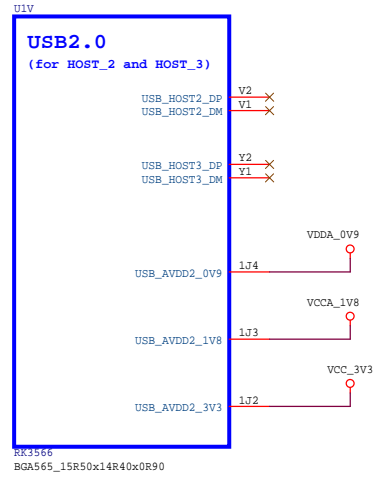 U1V
USB2.0
(for HOST_2 and HOST_3)
USB_HOST2_DP V2
USB_HOST2_DM V1
USB_HOST3_DP Y2
USB_HOST3_DM Y1
VDDA_0V9
USB_AVDD2_0V9 1J4
VCCA_1V8
USB_AVDD2_1V8 1J3
VCC_3V3
USB_AVDD2_3V3 1J2
RK3566
BGA565_15R50x14R40x0R90